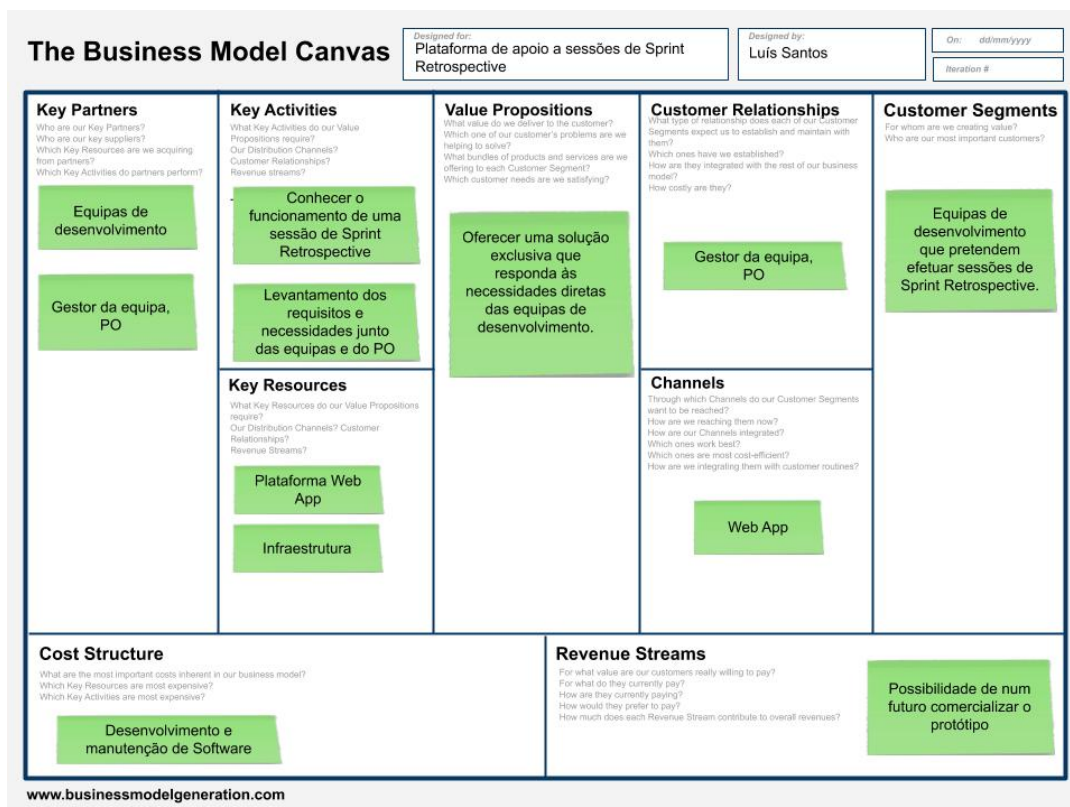 The Business Model Canvas
Designed for:
Plataforma de apoio a sessões de Sprint
Retrospective
Designed by:
Luís Santos
On: dd/mm/yyyy
Iteration #
Key Partners
Who are our Key Partners?
Who are our key suppliers?
Which Key Resources are we acquiring
from partners?
Which Key Activities do partners perform?
Equipas de
desenvolvimento
Gestor da equipa,
PO
Key Activities
What Key Activities do our Value
Propositions require?
Our Distribution Channels?
Customer Relationships?
Revenue streams?
-
Conhecer o
funcionamento de uma
sessão de Sprint
Retrospective
Levantamento dos
requisitos e
necessidades junto
das equipas e do PO
Key Resources
What Key Resources do our Value Propositions
require?
Our Distribution Channels? Customer
Relationships?
Revenue Streams?
Plataforma Web
App
Infraestrutura
Value Propositions
What value do we deliver to the customer?
Which one of our customer's problems are we
helping to solve?
What bundles of products and services are we
offering to each Customer Segment?
Which customer needs are we satisfying?
Oferecer uma solução
exclusiva que
responda às
necessidades diretas
das equipas de
desenvolvimento.
Customer Relationships
What type of relationship does each of our Customer
Segments expect us to establish and maintain with
them?
Which ones have we established?
How are they integrated with the rest of our business
model?
How costly are they?
Gestor da equipa,
PO
Channels
Through which Channels do our Customer Segments
want to be reached?
How are we reaching them now?
How are our Channels integrated?
Which ones work best?
Which ones are most cost-efficient?
How are we integrating them with customer routines?
Web App
Customer Segments
For whom are we creating value?
Who are our most important customers?
Equipas de
desenvolvimento
que pretendem
efetuar sessões de
Sprint Retrospective.
Cost Structure
What are the most important costs inherent in our business model?
Which Key Resources are most expensive?
Which Key Activities are most expensive?
Desenvolvimento e
manutenção de Software
Revenue Streams
For what value are our customers really willing to pay?
For what do they currently pay?
How are they currently paying?
How would they prefer to pay?
How much does each Revenue Stream contribute to overall revenues?
Possibilidade de num
futuro comercializar o
protótipo
www.businessmodelgeneration.com